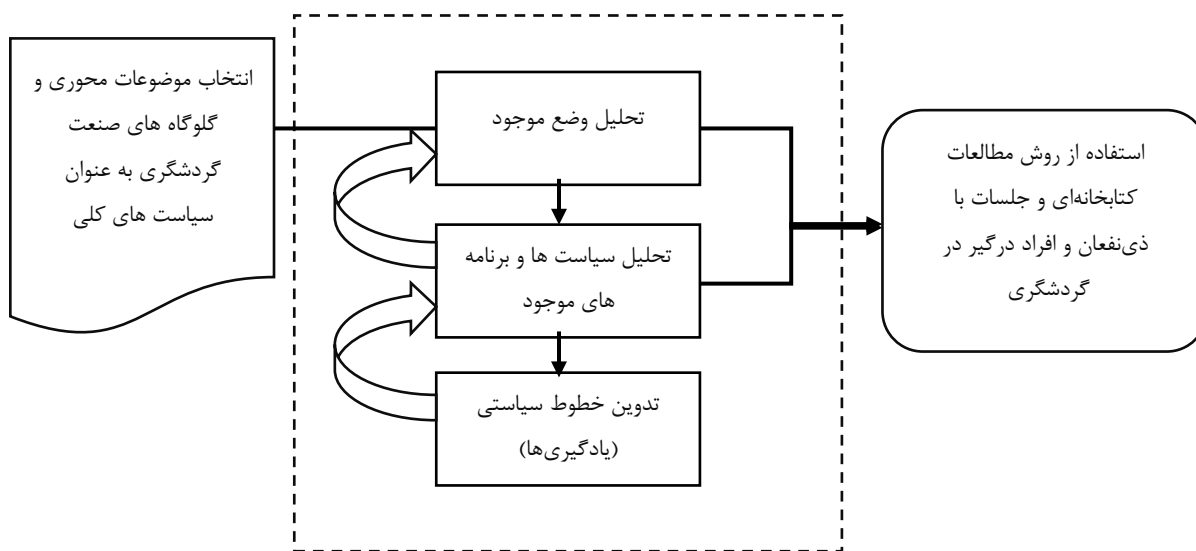 انتخاب موضوعات محوری و
گلوگاه های صنعت
گردشگری به عنوان
سیاست های کلی
تحلیل وضع موجود
تحلیل سیاست ها و برنامه
های موجود
تدوین خطوط سیاستی
(یادگیری‌ها)
استفاده از روش مطالعات
کتابخانه‌ای و جلسات با
ذی‌نفعان و افراد درگیر در
گردشگری